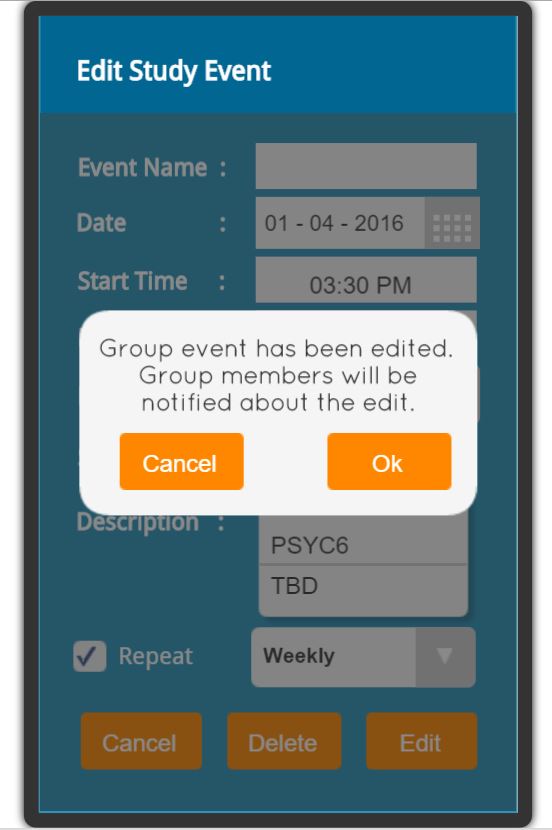 Edit Study Event
Event Name :
Date : 01 - 04 - 2016
Start Time : 03:30 PM
Group event has been edited.
Group members will be
notified about the edit.
Cancel Ok
Description :
PSYC6
TBD
Repeat Weekly
Cancel Delete Edit